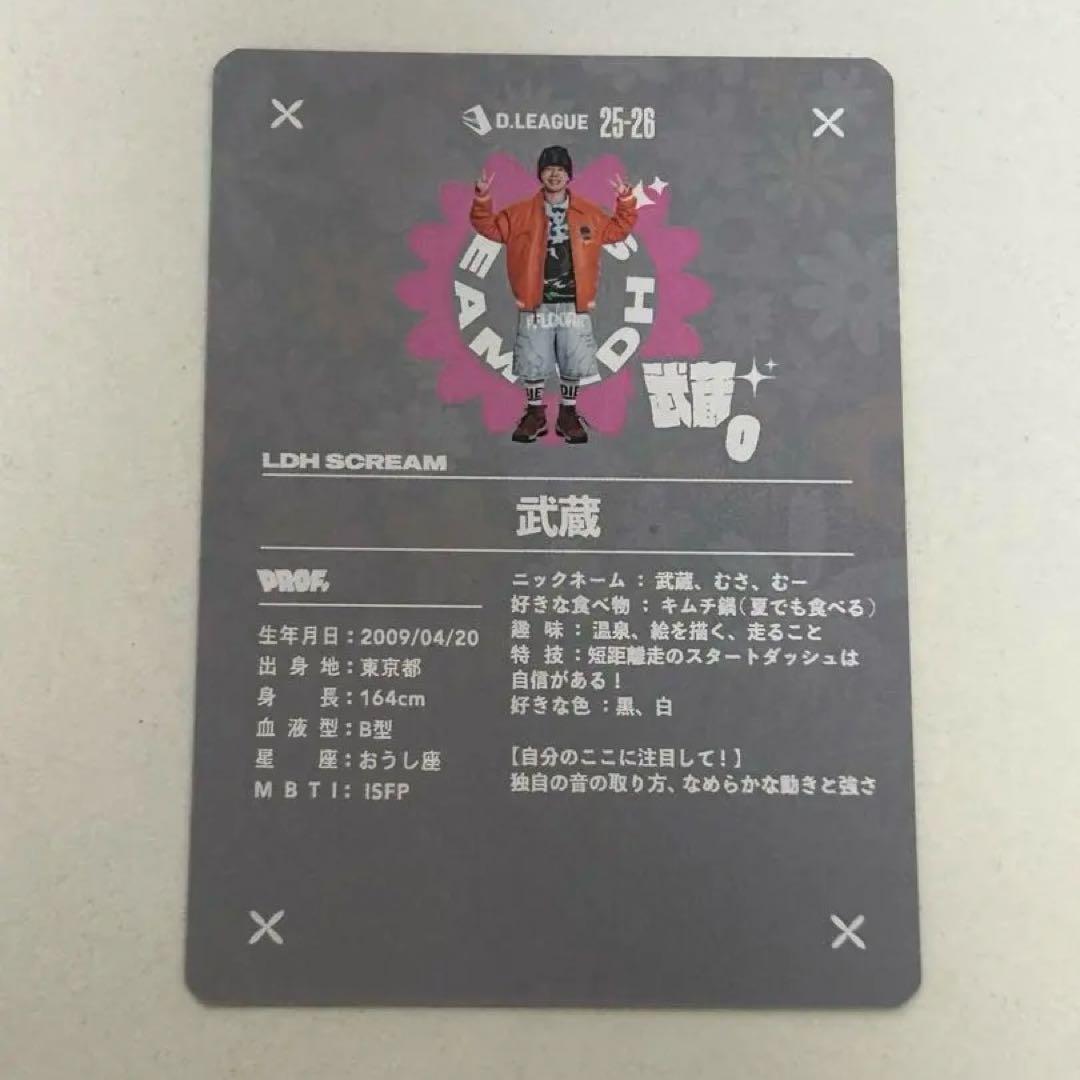 D.LEAGUE 25-26
LDH
EAM
武蔵
0
LDH SCREAM
武蔵
PROF.
生年月日：2009/04/20
出身地：東京都
身長：164cm
血液型：B型
星座：おうし座
MBTI：ISFP
ニックネーム：武蔵、むさ、むー
好きな食べ物：キムチ鍋（夏でも食べる）
趣味：温泉、絵を描く、走ること
特技：短距離走のスタートダッシュは
自信がある！
好きな色：黒、白
【自分のここに注目して！】
独自の音の取り方、なめらかな動きと強さ